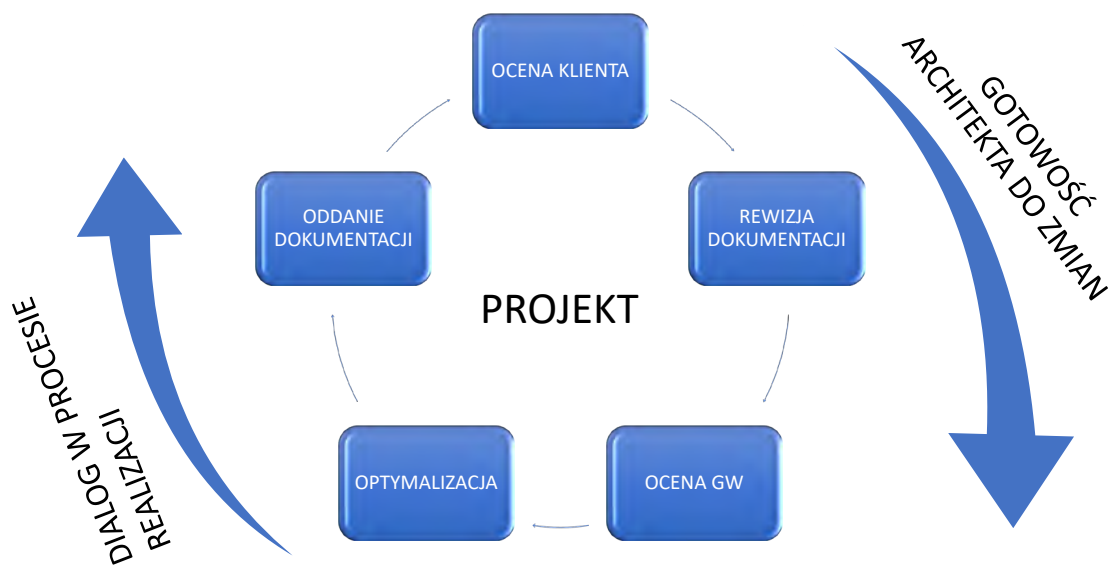 OCENA KLIENTA
GOTOWOŚĆ
ARCHITEKTA DO ZMIAN
ODDANIE
DOKUMENTACJI
REWIZJA
DOKUMENTACJI
PROJEKT
DIALOG W PROCESIE
REALIZACJI
OPTYMALIZACJA
OCENA GW